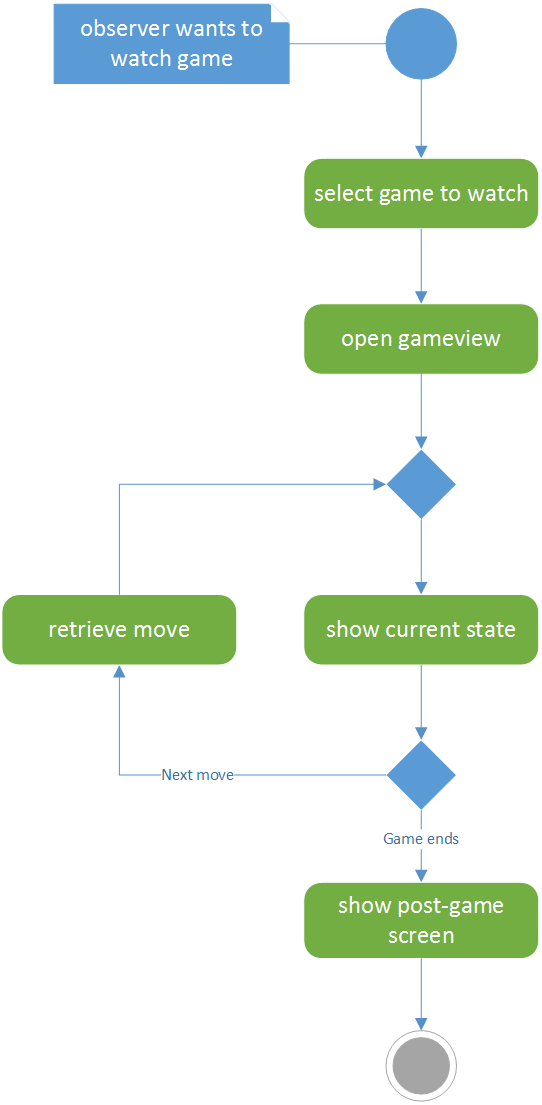 observer wants to
watch game
select game to watch
open gameview
retrieve move
show current state
Next move
Game ends
show post-game
screen